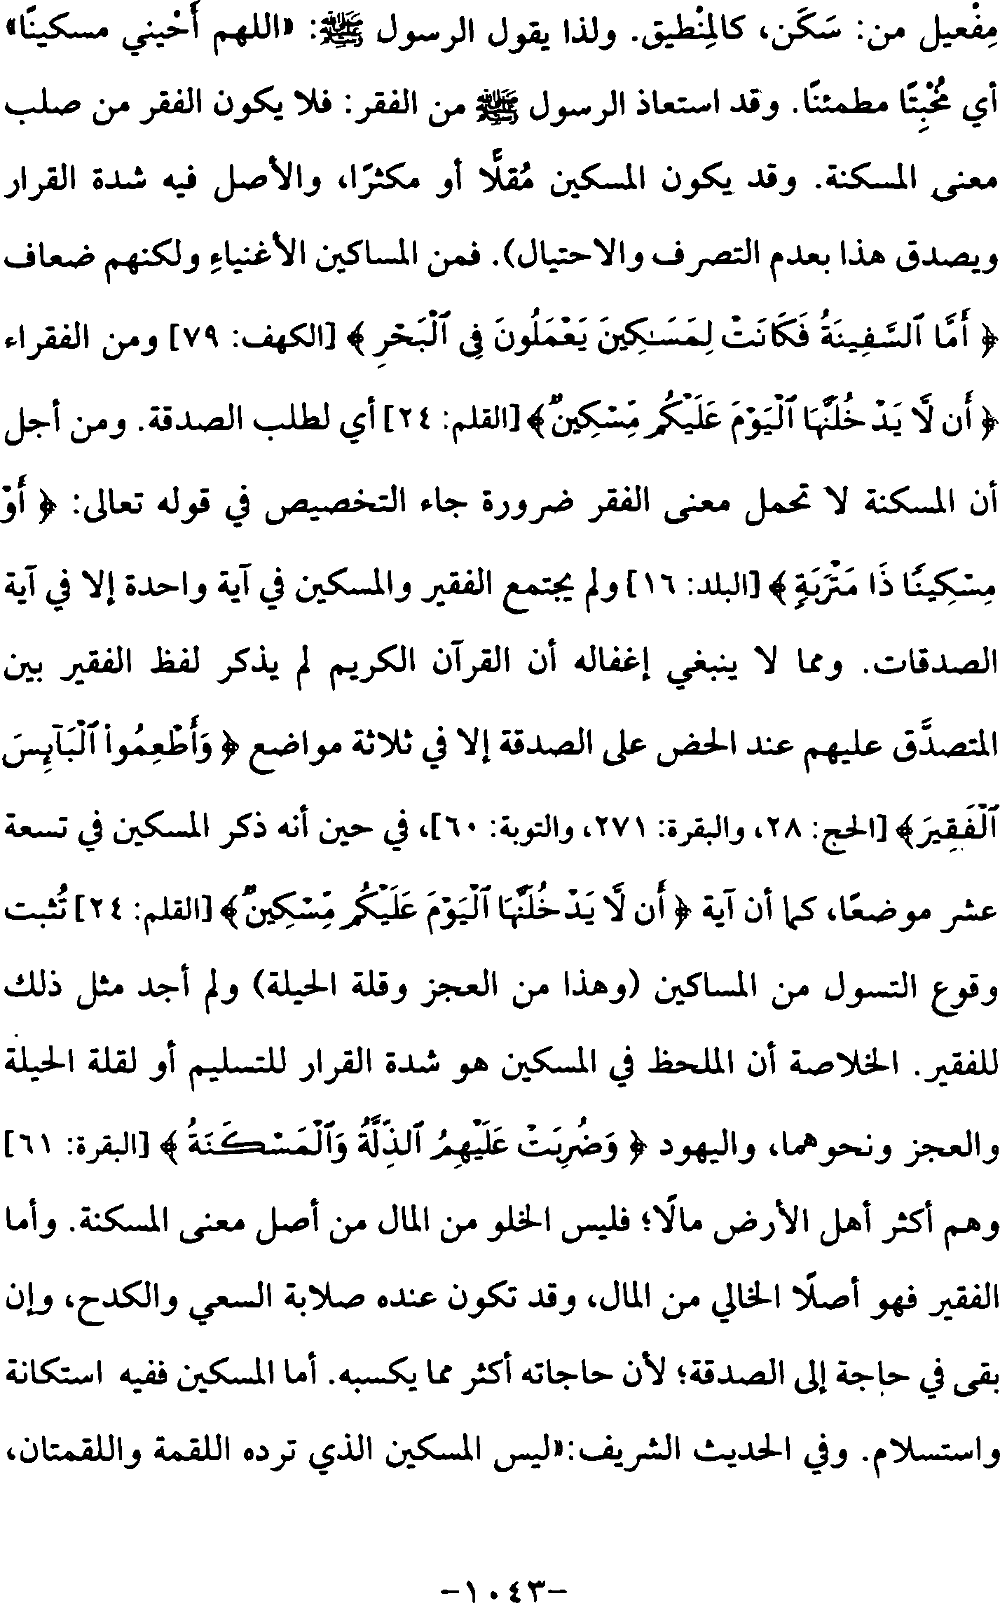 مِفْعيل من: سَكَن، كالمِنْطيق. ولذا يقول الرسول ﷺ: «اللهم أَحْيني مسكينًا»
أي مُخْبِتًا مطمئنًا. وقد استعاذ الرسول ﷺ من الفقر: فلا يكون الفقر من صلب
معنى المسكنة. وقد يكون المسكين مُقلًّا أو مكثرًا، والأصل فيه شدة القرار
ويصدق هذا بعدم التصرف والاحتيال). فمن المساكين الأغنياءِ ولكنهم ضعاف
﴿ أَمَّا ٱلسَّفِينَةُ فَكَانَتْ لِمَسَٰكِينَ يَعْمَلُونَ فِى ٱلْبَحْرِ ﴾ [الكهف: ٧٩] ومن الفقراء
﴿ أَن لَّا يَدْخُلَنَّهَا ٱلْيَوْمَ عَلَيْكُم مِّسْكِينٌ ﴾ [القلم: ٢٤] أي لطلب الصدقة. ومن أجل
أن المسكنة لا تحمل معنى الفقر ضرورة جاء التخصيص في قوله تعالى: ﴿ أَوْ
مِسْكِينًا ذَا مَتْرَبَةٍ ﴾ [البلد: ١٦] ولم يجتمع الفقير والمسكين في آية واحدة إلا في آية
الصدقات. ومما لا ينبغي إغفاله أن القرآن الكريم لم يذكر لفظ الفقير بين
المتصدَّق عليهم عند الحض على الصدقة إلا في ثلاثة مواضع ﴿ وَأَطْعِمُوا۟ ٱلْبَآئِسَ
ٱلْفَقِيرَ﴾ [الحج: ٢٨، والبقرة: ٢٧١، والتوبة: ٦٠]، في حين أنه ذكر المسكين في تسعة
عشر موضعًا، كما أن آية ﴿ أَن لَّا يَدْخُلَنَّهَا ٱلْيَوْمَ عَلَيْكُم مِّسْكِينٌ ﴾ [القلم: ٢٤] تُثبت
وقوع التسول من المساكين (وهذا من العجز وقلة الحيلة) ولم أجد مثل ذلك
للفقير. الخلاصة أن الملحظ في المسكين هو شدة القرار للتسليم أو لقلة الحيلة
والعجز ونحوهما، واليهود ﴿ وَضُرِبَتْ عَلَيْهِمُ ٱلذِّلَّةُ وَٱلْمَسْكَنَةُ ﴾ [البقرة: ٦١]
وهم أكثر أهل الأرض مالًا؛ فليس الخلو من المال من أصل معنى المسكنة. وأما
الفقير فهو أصلًا الخالي من المال، وقد تكون عنده صلابة السعي والكدح، وإن
بقى في حاجة إلى الصدقة؛ لأن حاجاته أكثر مما يكسبه. أما المسكين ففيه استكانة
واستسلام. وفي الحديث الشريف:«ليس المسكين الذي ترده اللقمة واللقمتان،
-١٠٤٣-